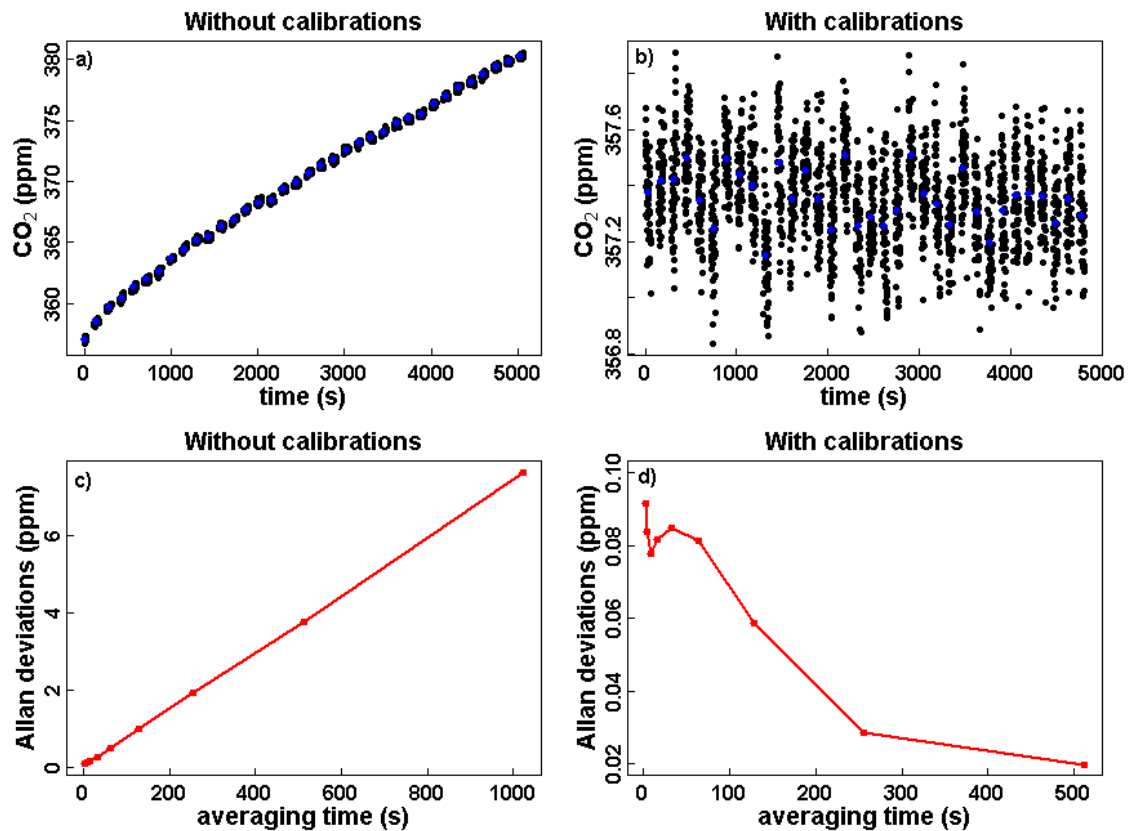 Without calibrations
a)
CO2 (ppm)
380
375
370
365
360
0 1000 2000 3000 4000 5000
time (s)
With calibrations
b)
CO2 (ppm)
357.6
357.2
356.8
0 1000 2000 3000 4000 5000
time (s)
Without calibrations
c)
Allan deviations (ppm)
6
4
2
0
0 200 400 600 800 1000
averaging time (s)
With calibrations
d)
Allan deviations (ppm)
0.10
0.08
0.06
0.04
0.02
0 100 200 300 400 500
averaging time (s)